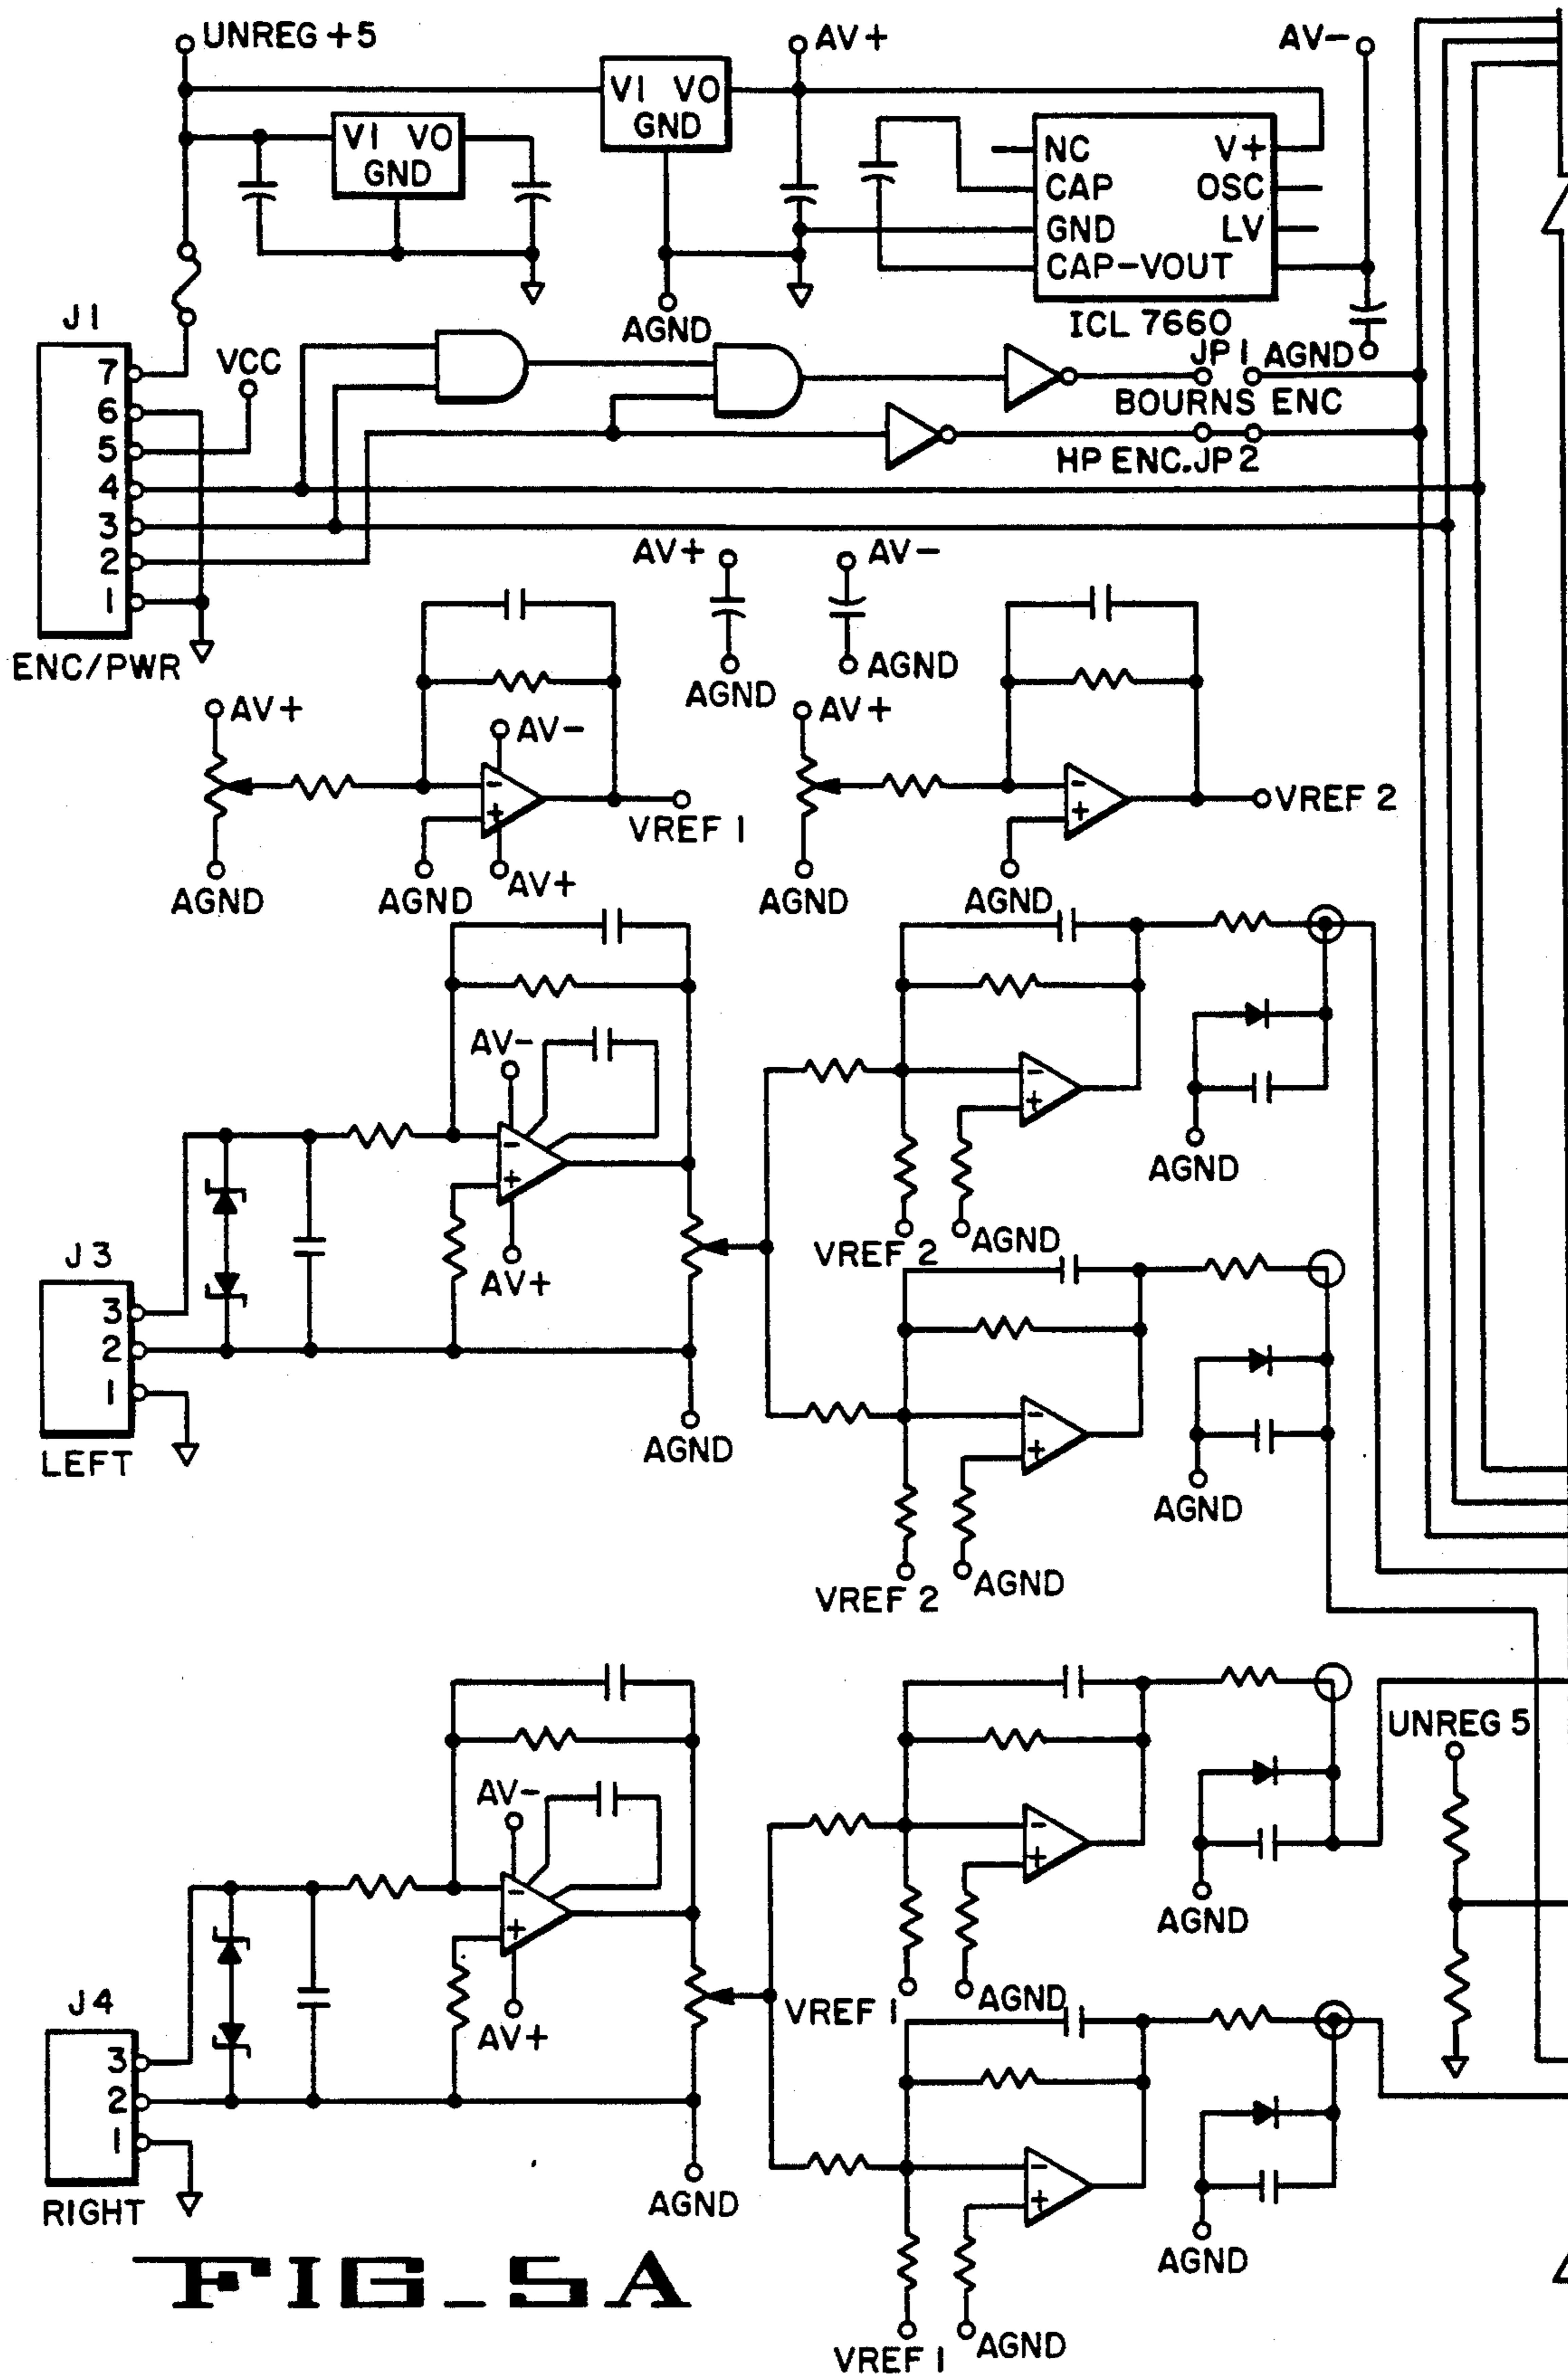 UNREG +5
AV+
AV-
VI VO
GND
VI VO
GND
NC
V+
CAP
OSC
GND
LV
CAP-VOUT
ICL 7660
AGND
J1
7
6
5
4
3
2
1
ENC/PWR
VCC
JP1
AGND
BOURNS ENC
HP ENC. JP2
AV+
AV-
AGND
AGND
AV+
AV-
-
+
VREF 1
AGND
AGND
AV+
AV+
-
+
VREF 2
AGND
AGND
AV-
-
+
AV+
-
+
AGND
VREF 2
AGND
J3
3
2
1
LEFT
AGND
-
+
AGND
VREF 2
AGND
UNREG 5
AV-
-
+
AV+
-
+
AGND
VREF 1
AGND
J4
3
2
1
RIGHT
AGND
-
+
AGND
VREF 1
AGND
FIG_5A